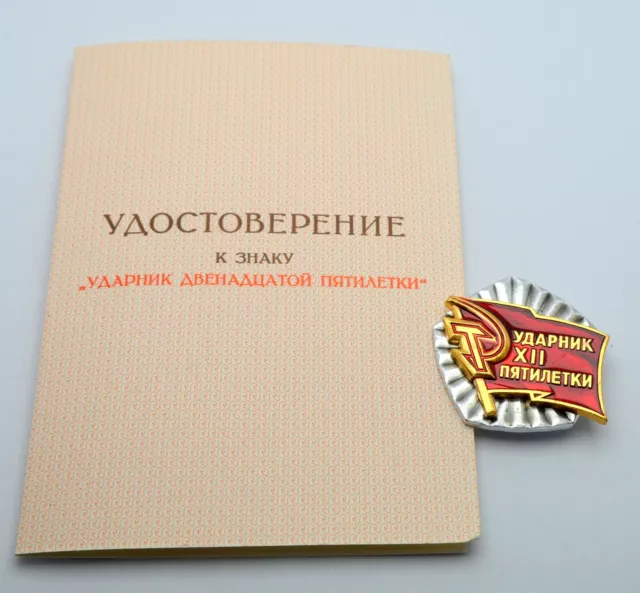 УДОСТОВЕРЕНИЕ
К ЗНАКУ
„УДАРНИК ДВЕНАДЦАТОЙ ПЯТИЛЕТКИ“
УДАРНИК
XII
ПЯТИЛЕТКИ